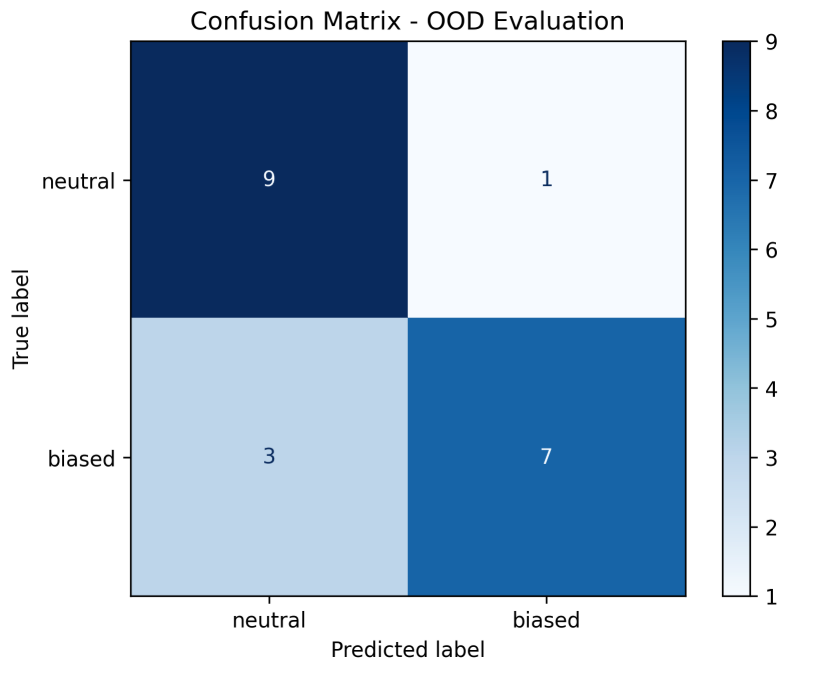 Confusion Matrix - OOD Evaluation
neutral
9
1
biased
3
7
True label
neutral
biased
Predicted label
9
8
7
6
5
4
3
2
1